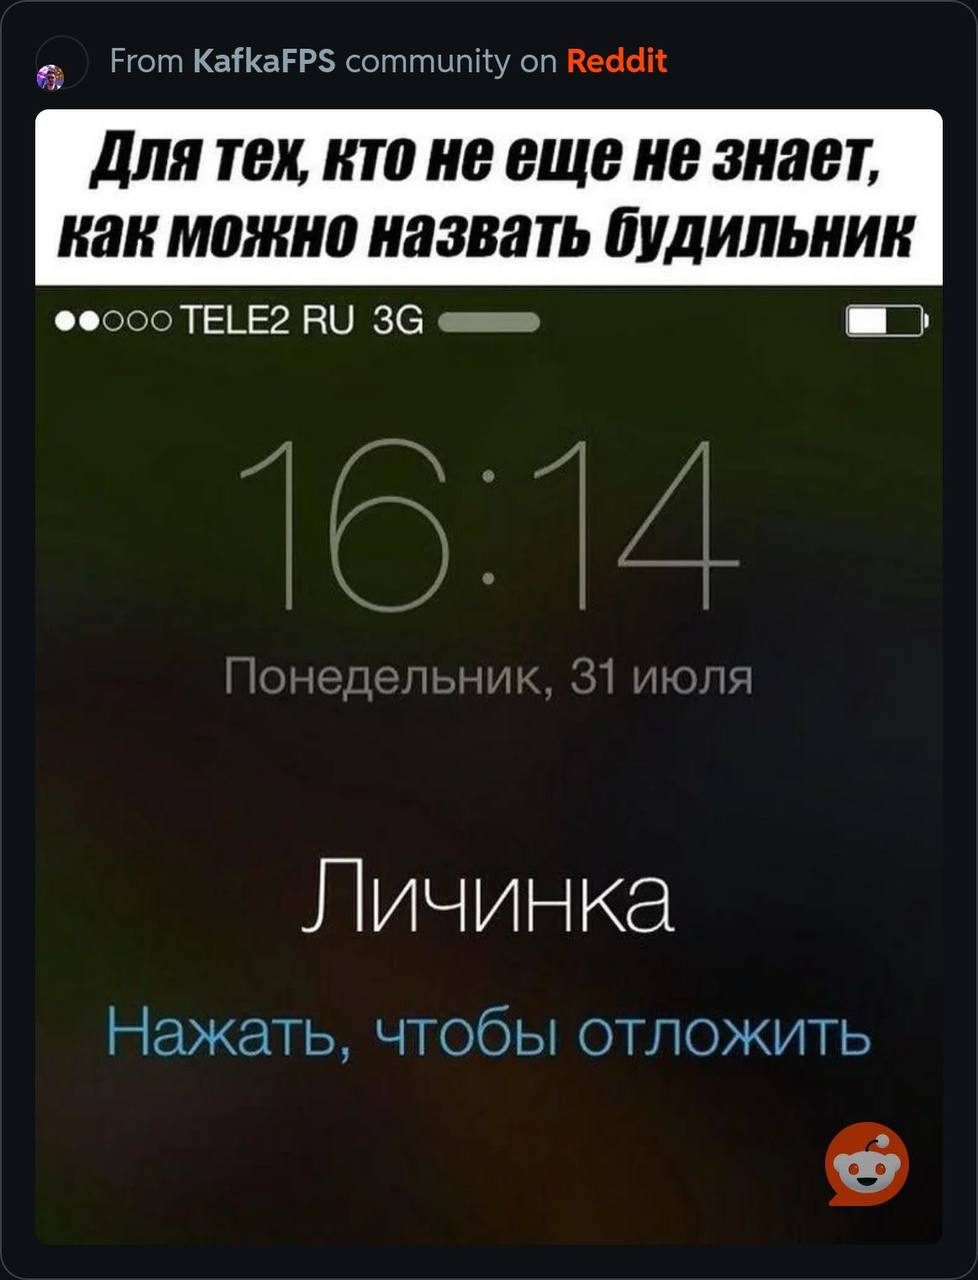 From KafkaFPS community on Reddit
Для тех, кто не еще не знает,
как можно назвать будильник
TELE2 RU 3G
16:14
Понедельник, 31 июля
Личинка
Нажать, чтобы отложить